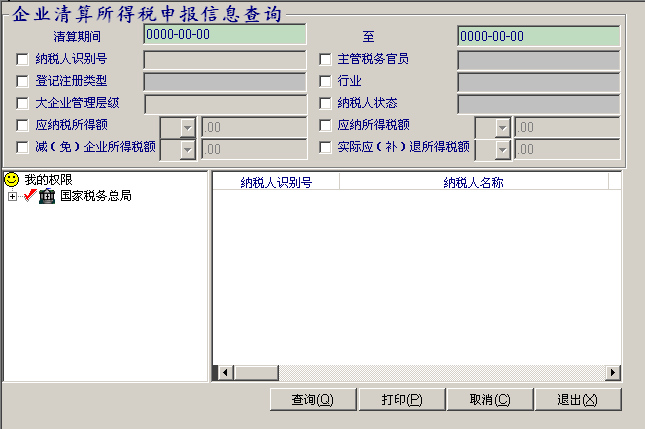 企业清算所得税申报信息查询
清算期间 0000-00-00 至 0000-00-00
纳税人识别号 主管税务官员
登记注册类型 行业
大企业管理层级 纳税人状态
应纳税所得额 .00 应纳所得税额 .00
减（免）企业所得税额 .00 实际应（补）退所得税额 .00
我的权限
国家税务总局
纳税人识别号 纳税人名称
查询(Q) 打印(P) 取消(C) 退出(X)